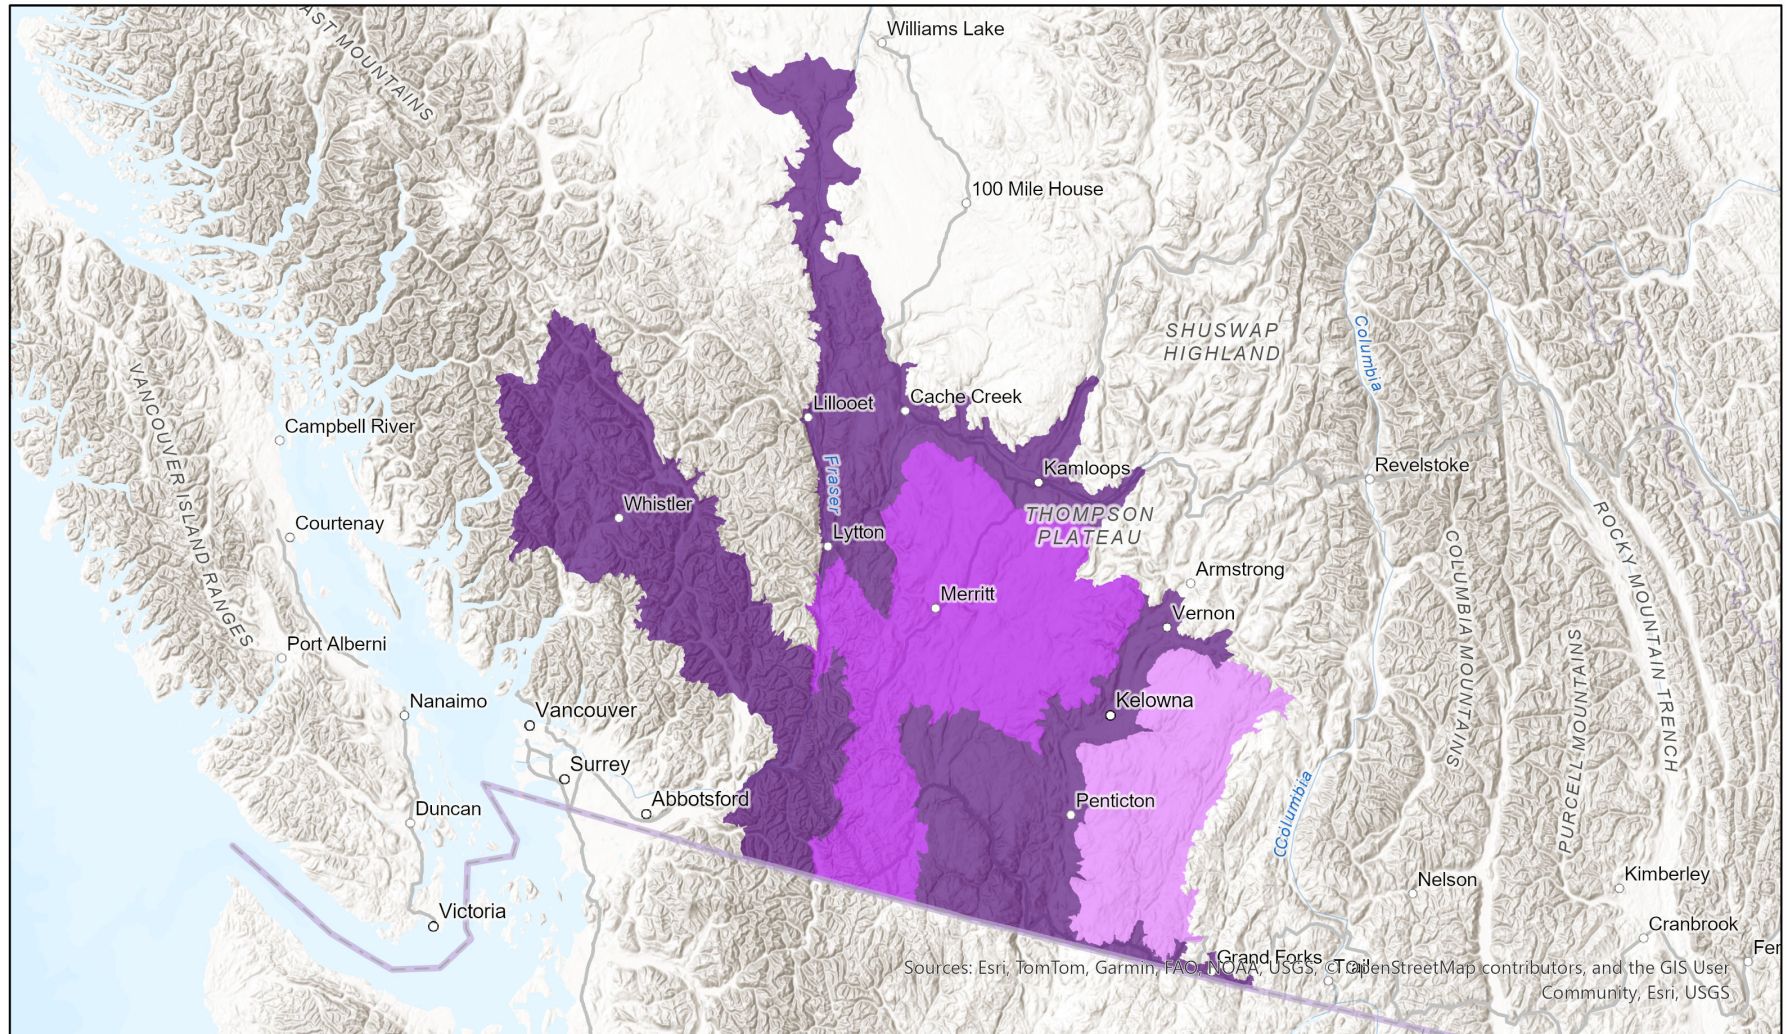 Williams Lake
AST MOUNTAINS
100 Mile House
SHUSWAP
HIGHLAND
Columbia
VANCOUVER ISLAND RANGES
Campbell River
Lillooet
Cache Creek
Fraser
Kamloops
Revelstoke
Whistler
THOMPSON
PLATEAU
Courtenay
Lytton
ROCKY MOUNTAIN TRENCH
COLUMBIA MOUNTAINS
Armstrong
Merritt
Vernon
PURCELL MOUNTAINS
Port Alberni
Nanaimo
Vancouver
Kelowna
Surrey
Abbotsford
Penticton
Duncan
CColumbia
Nelson
Kimberley
Victoria
Cranbrook
Grand Forks
Trail
Fer
Sources: Esri, TomTom, Garmin, FAO, NOAA, USGS, © OpenStreetMap contributors, and the GIS User
Community, Esri, USGS